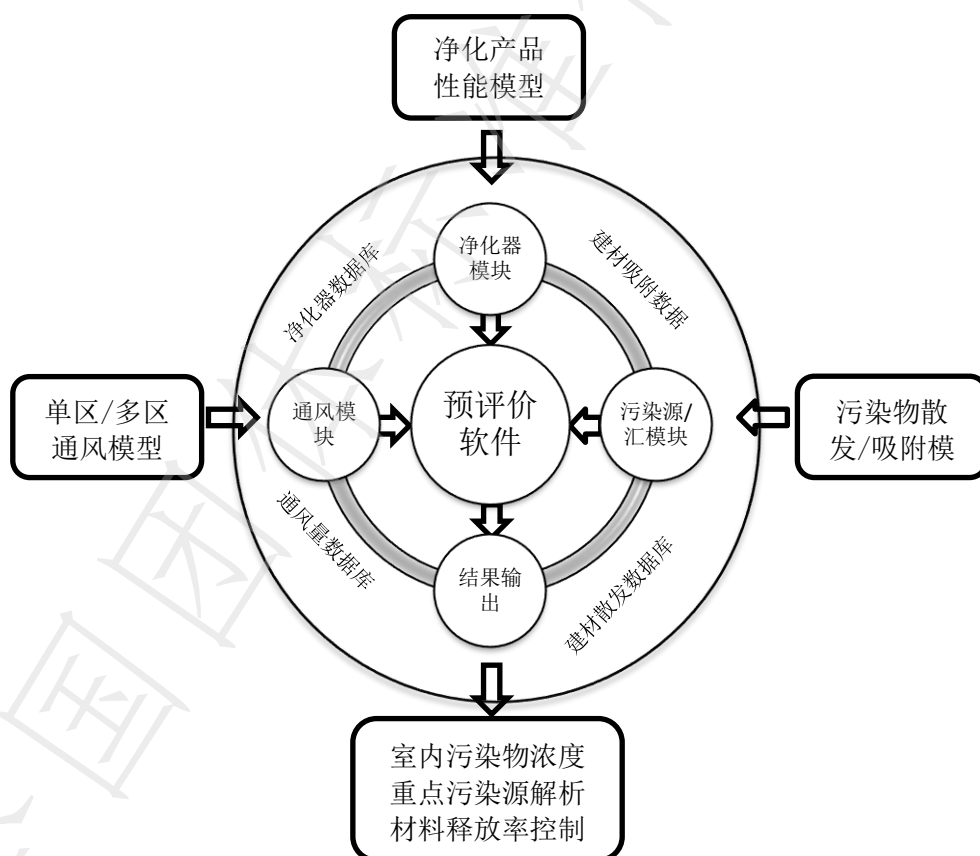 净化产品
性能模型
净化器
模块
净化器数据库
建材吸附数据
单区/多区
通风模型
通风模
块
预评价
软件
污染源/
汇模块
污染物散
发/吸附模
通风量数据库
结果输
出
建材散发数据库
室内污染物浓度
重点污染源解析
材料释放率控制